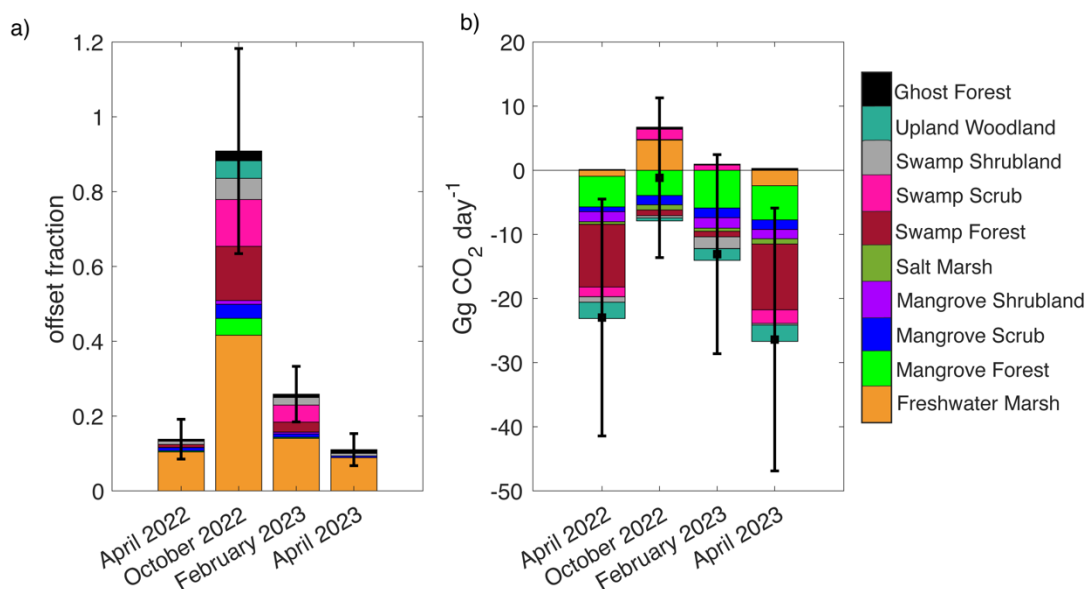 a)
offset fraction
1.2
1
0.8
0.6
0.4
0.2
0
April 2022
October 2022
February 2023
April 2023
b)
Gg CO2 day-1
20
10
0
-10
-20
-30
-40
-50
April 2022
October 2022
February 2023
April 2023
Ghost Forest
Upland Woodland
Swamp Shrubland
Swamp Scrub
Swamp Forest
Salt Marsh
Mangrove Shrubland
Mangrove Scrub
Mangrove Forest
Freshwater Marsh